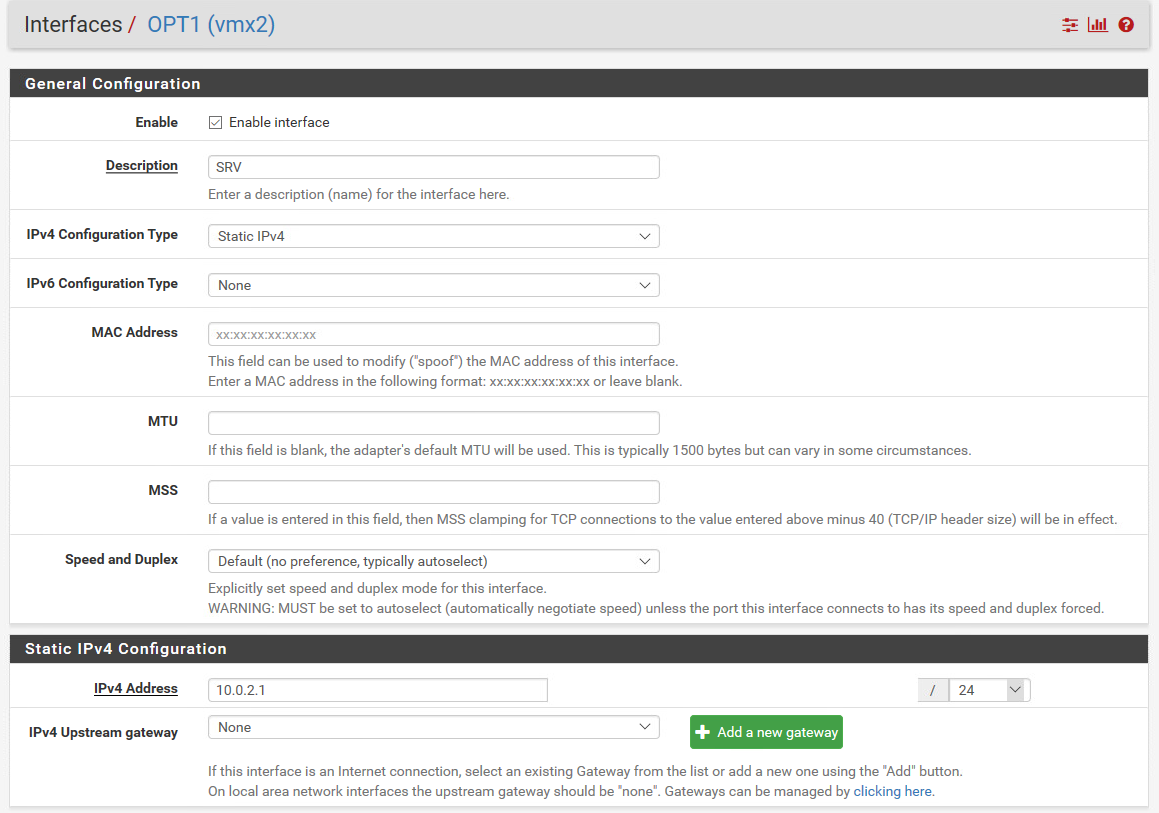 Interfaces / OPT1 (vmx2)
General Configuration
Enable Enable interface
Description SRV
Enter a description (name) for the interface here.
IPv4 Configuration Type Static IPv4
IPv6 Configuration Type None
MAC Address xx:xx:xx:xx:xx:xx
This field can be used to modify ("spoof") the MAC address of this interface.
Enter a MAC address in the following format: xx:xx:xx:xx:xx:xx or leave blank.
MTU
If this field is blank, the adapter's default MTU will be used. This is typically 1500 bytes but can vary in some circumstances.
MSS
If a value is entered in this field, then MSS clamping for TCP connections to the value entered above minus 40 (TCP/IP header size) will be in effect.
Speed and Duplex Default (no preference, typically autoselect)
Explicitly set speed and duplex mode for this interface.
WARNING: MUST be set to autoselect (automatically negotiate speed) unless the port this interface connects to has its speed and duplex forced.
Static IPv4 Configuration
IPv4 Address 10.0.2.1 / 24
IPv4 Upstream gateway None Add a new gateway
If this interface is an Internet connection, select an existing Gateway from the list or add a new one using the "Add" button.
On local area network interfaces the upstream gateway should be "none". Gateways can be managed by clicking here.